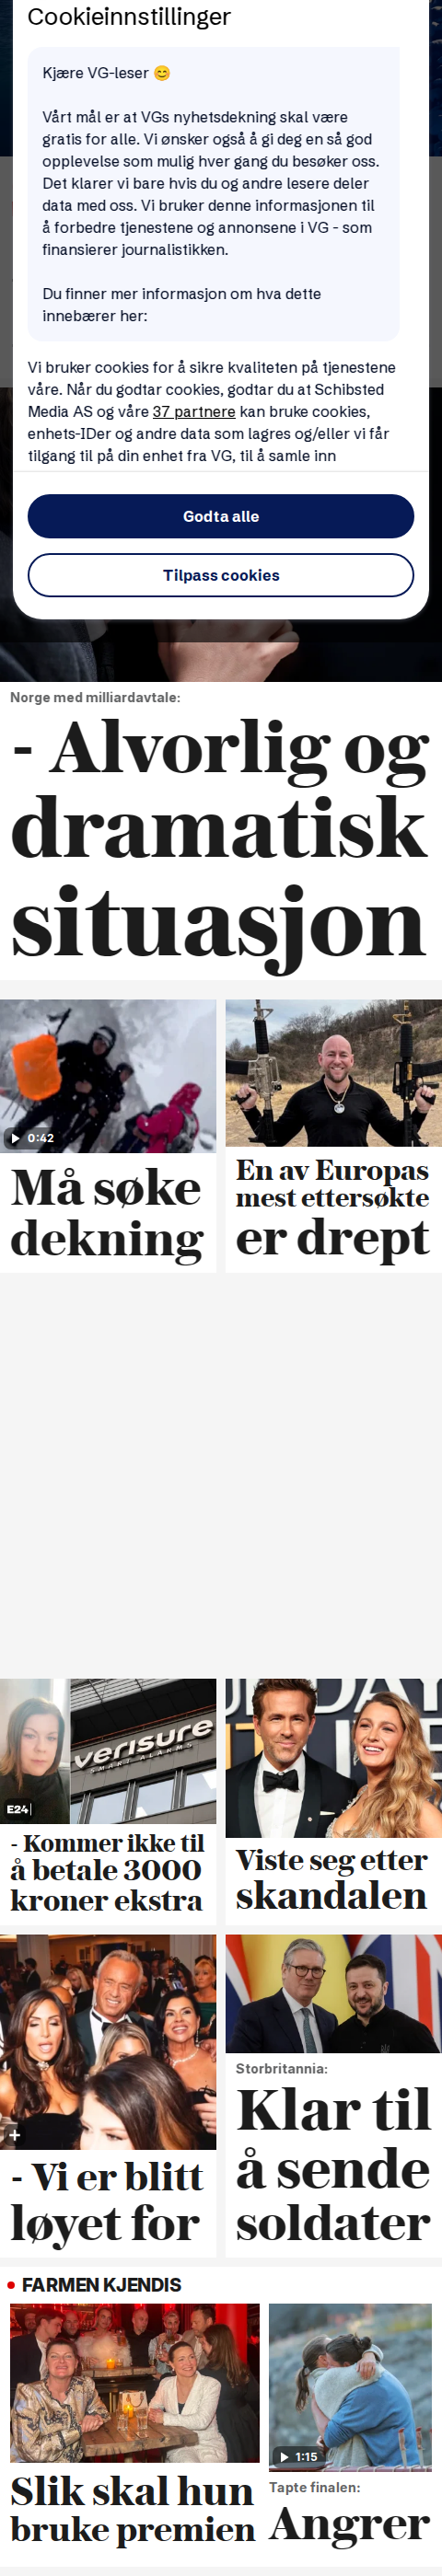 Cookieinnstillinger
Kjære VG-leser 😊
Vårt mål er at VGs nyhetsdekning skal være
gratis for alle. Vi ønsker også å gi deg en så god
opplevelse som mulig hver gang du besøker oss.
Det klarer vi bare hvis du og andre lesere deler
data med oss. Vi bruker denne informasjonen til
å forbedre tjenestene og annonsene i VG - som
finansierer journalistikken.
Du finner mer informasjon om hva dette
innebærer her:
Vi bruker cookies for å sikre kvaliteten på tjenestene
våre. Når du godtar cookies, godtar du at Schibsted
Media AS og våre 37 partnere kan bruke cookies,
enhets-IDer og andre data som lagres og/eller vi får
tilgang til på din enhet fra VG, til å samle inn
Godta alle
Tilpass cookies
Norge med milliardavtale:
- Alvorlig og
dramatisk
situasjon
0:42
Må søke
dekning
En av Europas
mest ettersøkte
er drept
verisure
SMART ALARMS
E24
- Kommer ikke til
å betale 3000
kroner ekstra
Viste seg etter
skandalen
- Vi er blitt
løyet for
Storbritannia:
Klar til
å sende
soldater
FARMEN KJENDIS
Slik skal hun
bruke premien
1:15
Tapte finalen:
Angrer